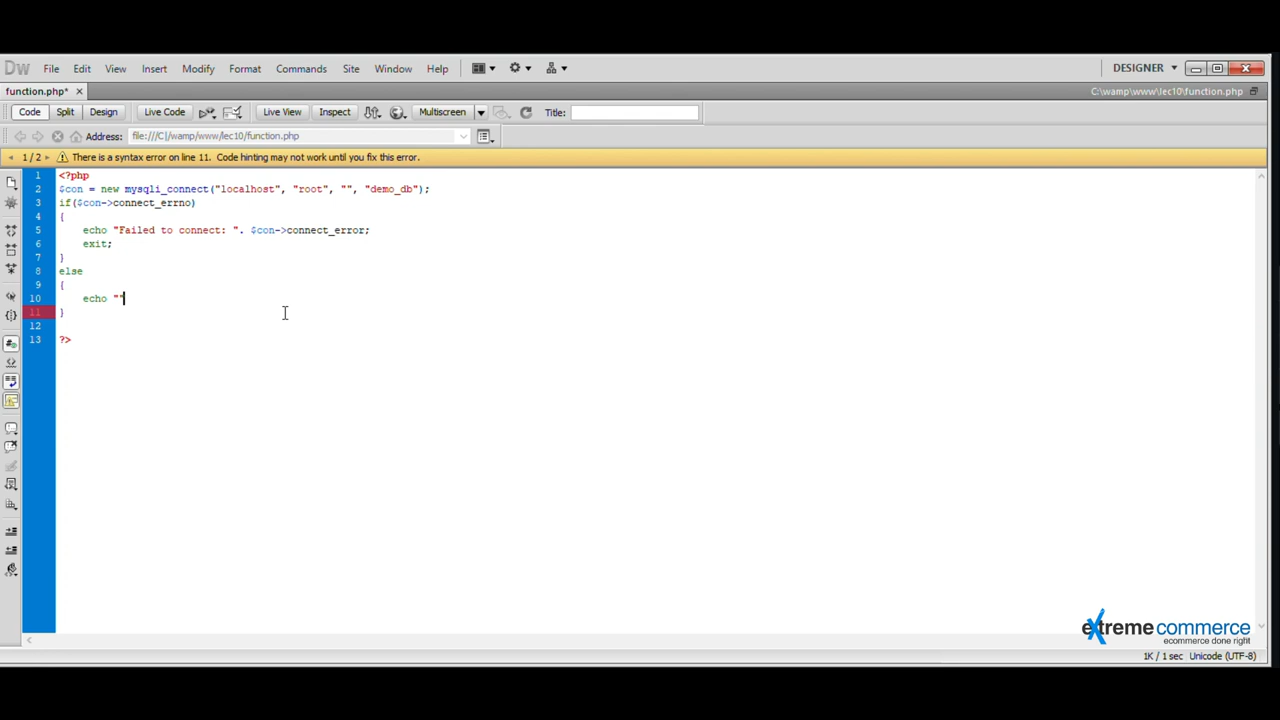 Dw File Edit View Insert Modify Format Commands Site Window Help DESIGNER
function.php* C:\wamp\www\lec10\function.php
Code Split Design Live Code Live View Inspect Multiscreen Title:
Address: file:///C|/wamp/www/lec10/function.php
1 / 2 There is a syntax error on line 11. Code hinting may not work until you fix this error.
1 <?php
2 $con = new mysqli_connect("localhost", "root", "", "demo_db");
3 if($con->connect_errno)
4 {
5 echo "Failed to connect: ". $con->connect_error;
6 exit;
7 }
8 else
9 {
10 echo ""
11 }
12
13 ?>
extreme commerce
ecommerce done right
1K / 1 sec Unicode (UTF-8)